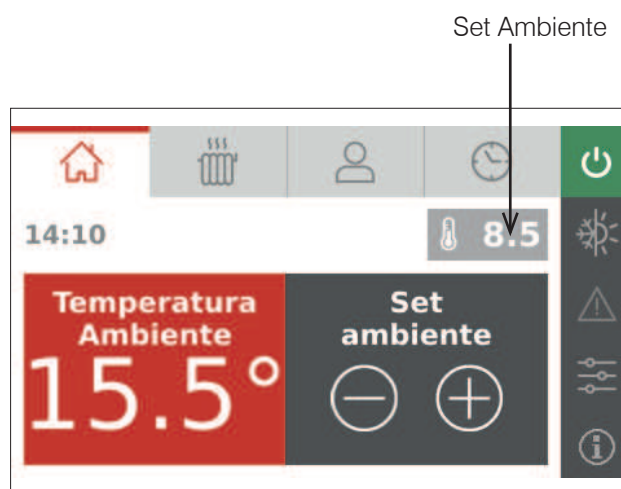 Set Ambiente
14:10
8.5
Temperatura
Ambiente
15.5°
Set
ambiente